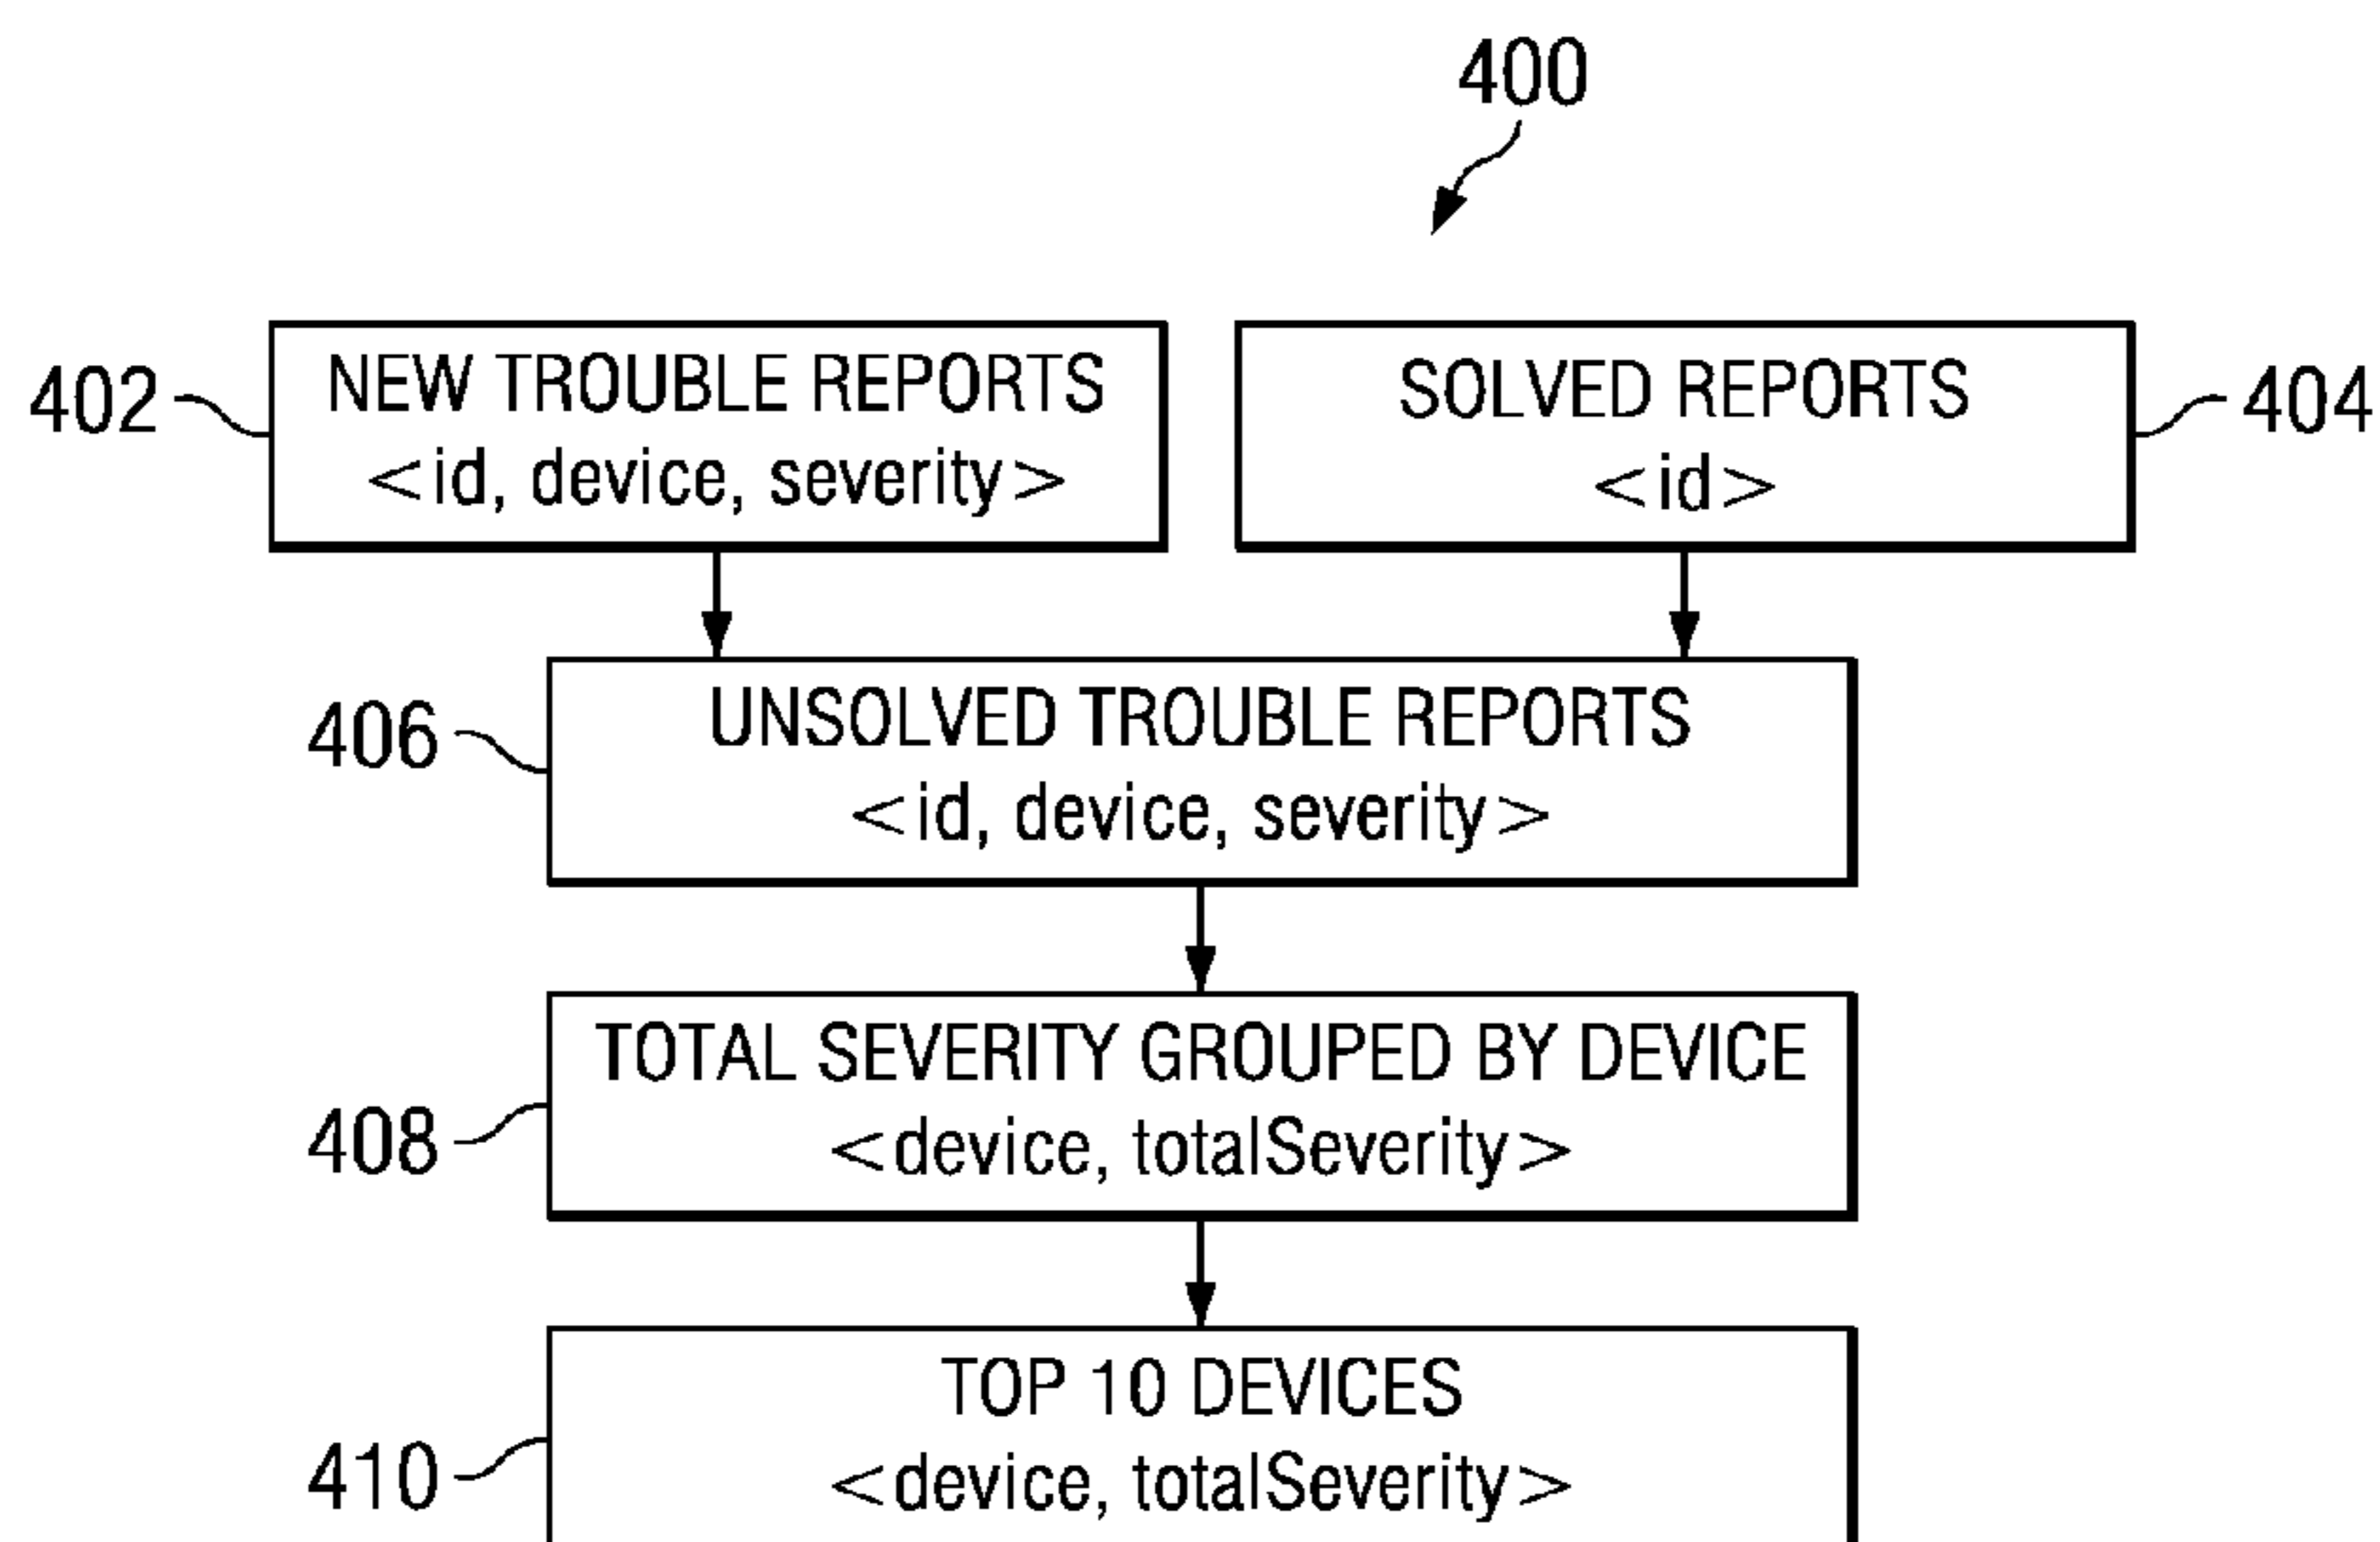 400
NEW TROUBLE REPORTS
<id, device, severity>
402
SOLVED REPORTS
<id>
404
UNSOLVED TROUBLE REPORTS
<id, device, severity>
406
TOTAL SEVERITY GROUPED BY DEVICE
<device, totalSeverity>
408
TOP 10 DEVICES
<device, totalSeverity>
410